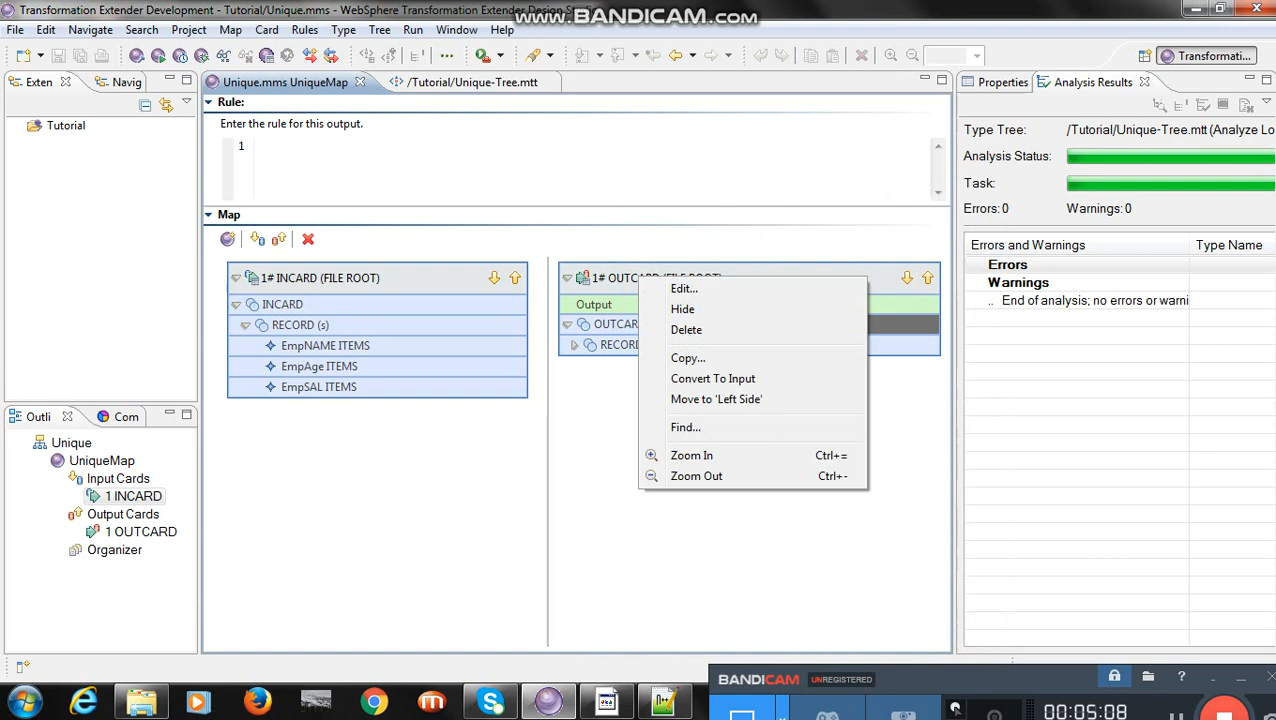 Transformation Extender Development - Tutorial/Unique.mms - WebSphere Transformation Extender Design
www.BANDICAM.com
File Edit Navigate Search Project Map Card Rules Type Tree Run Window Help
Transformati...
Exten Navig
Tutorial
Unique.mms UniqueMap /Tutorial/Unique-Tree.mtt
Rule:
Enter the rule for this output.
1
Map
1# INCARD (FILE ROOT)
INCARD
RECORD (s)
EmpNAME ITEMS
EmpAge ITEMS
EmpSAL ITEMS
1# OUTCARD (FILE ROOT)
Output
OUTCAR
RECORD
Edit...
Hide
Delete
Copy...
Convert To Input
Move to 'Left Side'
Find...
Zoom In Ctrl+=
Zoom Out Ctrl+-
Properties Analysis Results
Type Tree: /Tutorial/Unique-Tree.mtt (Analyze Lo
Analysis Status:
Task:
Errors: 0 Warnings: 0
Errors and Warnings Type Name
Errors
Warnings
.. End of analysis; no errors or warni
Outli Com
Unique
UniqueMap
Input Cards
1 INCARD
Output Cards
1 OUTCARD
Organizer
BANDICAM UNREGISTERED
00:05:08